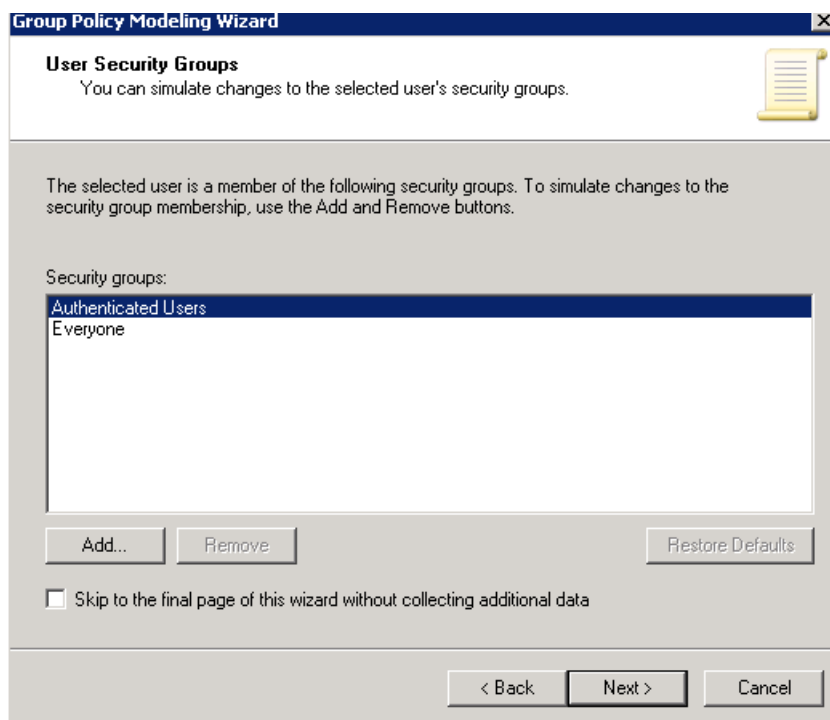 Group Policy Modeling Wizard
User Security Groups
You can simulate changes to the selected user's security groups.
The selected user is a member of the following security groups. To simulate changes to the
security group membership, use the Add and Remove buttons.
Security groups:
Authenticated Users
Everyone
Add... Remove Restore Defaults
Skip to the final page of this wizard without collecting additional data
< Back Next > Cancel